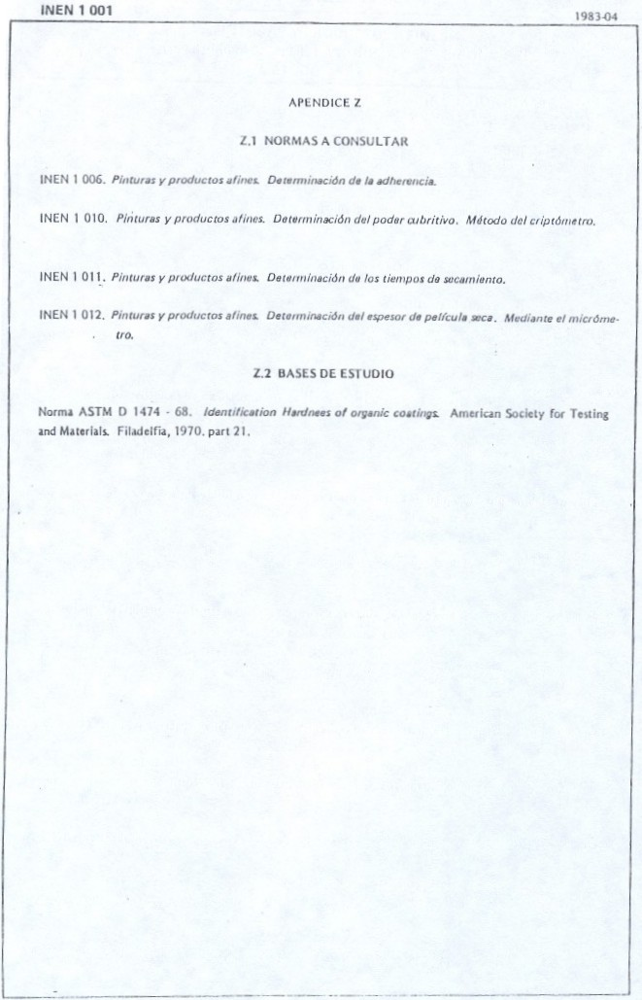 INEN 1 001
1983-04
APENDICE Z
Z.1 NORMAS A CONSULTAR
INEN 1 006. Pinturas y productos afines. Determinación de la adherencia.
INEN 1 010. Pinturas y productos afines. Determinación del poder cubritivo. Método del criptómetro.
INEN 1 011. Pinturas y productos afines. Determinación de los tiempos de secamiento.
INEN 1 012. Pinturas y productos afines. Determinación del espesor de película seca. Mediante el micróme-
tro.
Z.2 BASES DE ESTUDIO
Norma ASTM D 1474 - 68. Identification Hardnees of organic coatings. American Society for Testing
and Materials. Filadelfia, 1970. part 21.